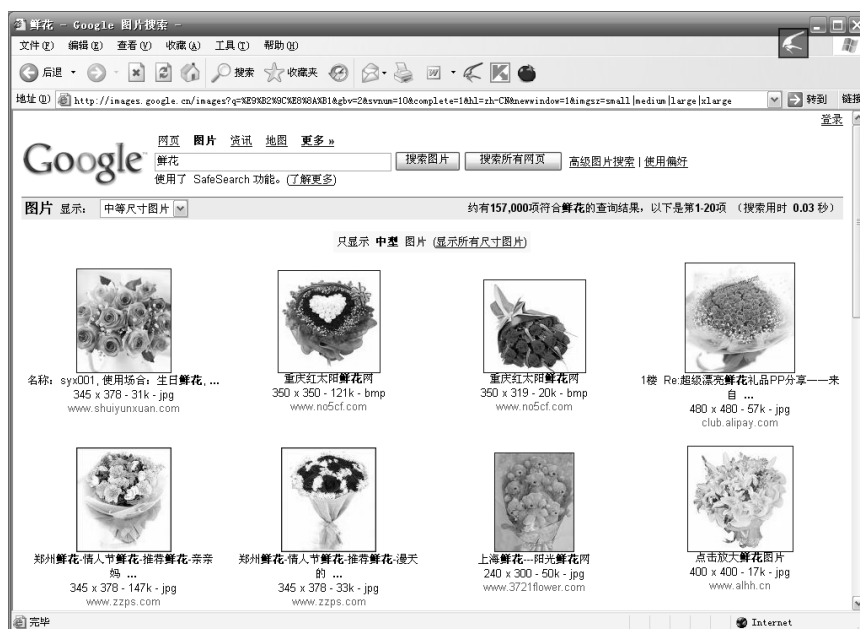 鲜花 - Google 图片搜索 -
文件(F) 编辑(E) 查看(V) 收藏(A) 工具(T) 帮助(H)
后退 搜索 收藏夹
地址(D) http://images.google.cn/images?q=%E9%B2%9C%E8%8A%B1&gbv=2&svnum=10&complete=1&hl=zh-CN&newwindow=1&imgsz=small|medium|large|xlarge 转到 链接
登录
网页 图片 资讯 地图 更多 »
Google 鲜花 搜索图片 搜索所有网页 高级图片搜索 | 使用偏好
使用了 SafeSearch 功能。(了解更多)
图片 显示: 中等尺寸图片 约有157,000项符合鲜花的查询结果,以下是第1-20项 (搜索用时 0.03 秒)
只显示 中型 图片 (显示所有尺寸图片)
名称: syx001, 使用场合: 生日鲜花, ...
345 x 378 - 31k - jpg
www.shuiyunxuan.com
重庆红太阳鲜花网
350 x 350 - 121k - bmp
www.no5cf.com
重庆红太阳鲜花网
350 x 319 - 20k - bmp
www.no5cf.com
1楼 Re:超级漂亮鲜花礼品PP分享——来
自 ...
480 x 480 - 57k - jpg
club.alipay.com
郑州鲜花-情人节鲜花-推荐鲜花-亲亲
妈 ...
345 x 378 - 147k - jpg
www.zzps.com
郑州鲜花-情人节鲜花-推荐鲜花-漫天
的 ...
345 x 378 - 33k - jpg
www.zzps.com
上海鲜花---阳光鲜花网
240 x 300 - 50k - jpg
www.3721flower.com
点击放大鲜花图片
400 x 400 - 17k - jpg
www.alhh.cn
完毕 Internet